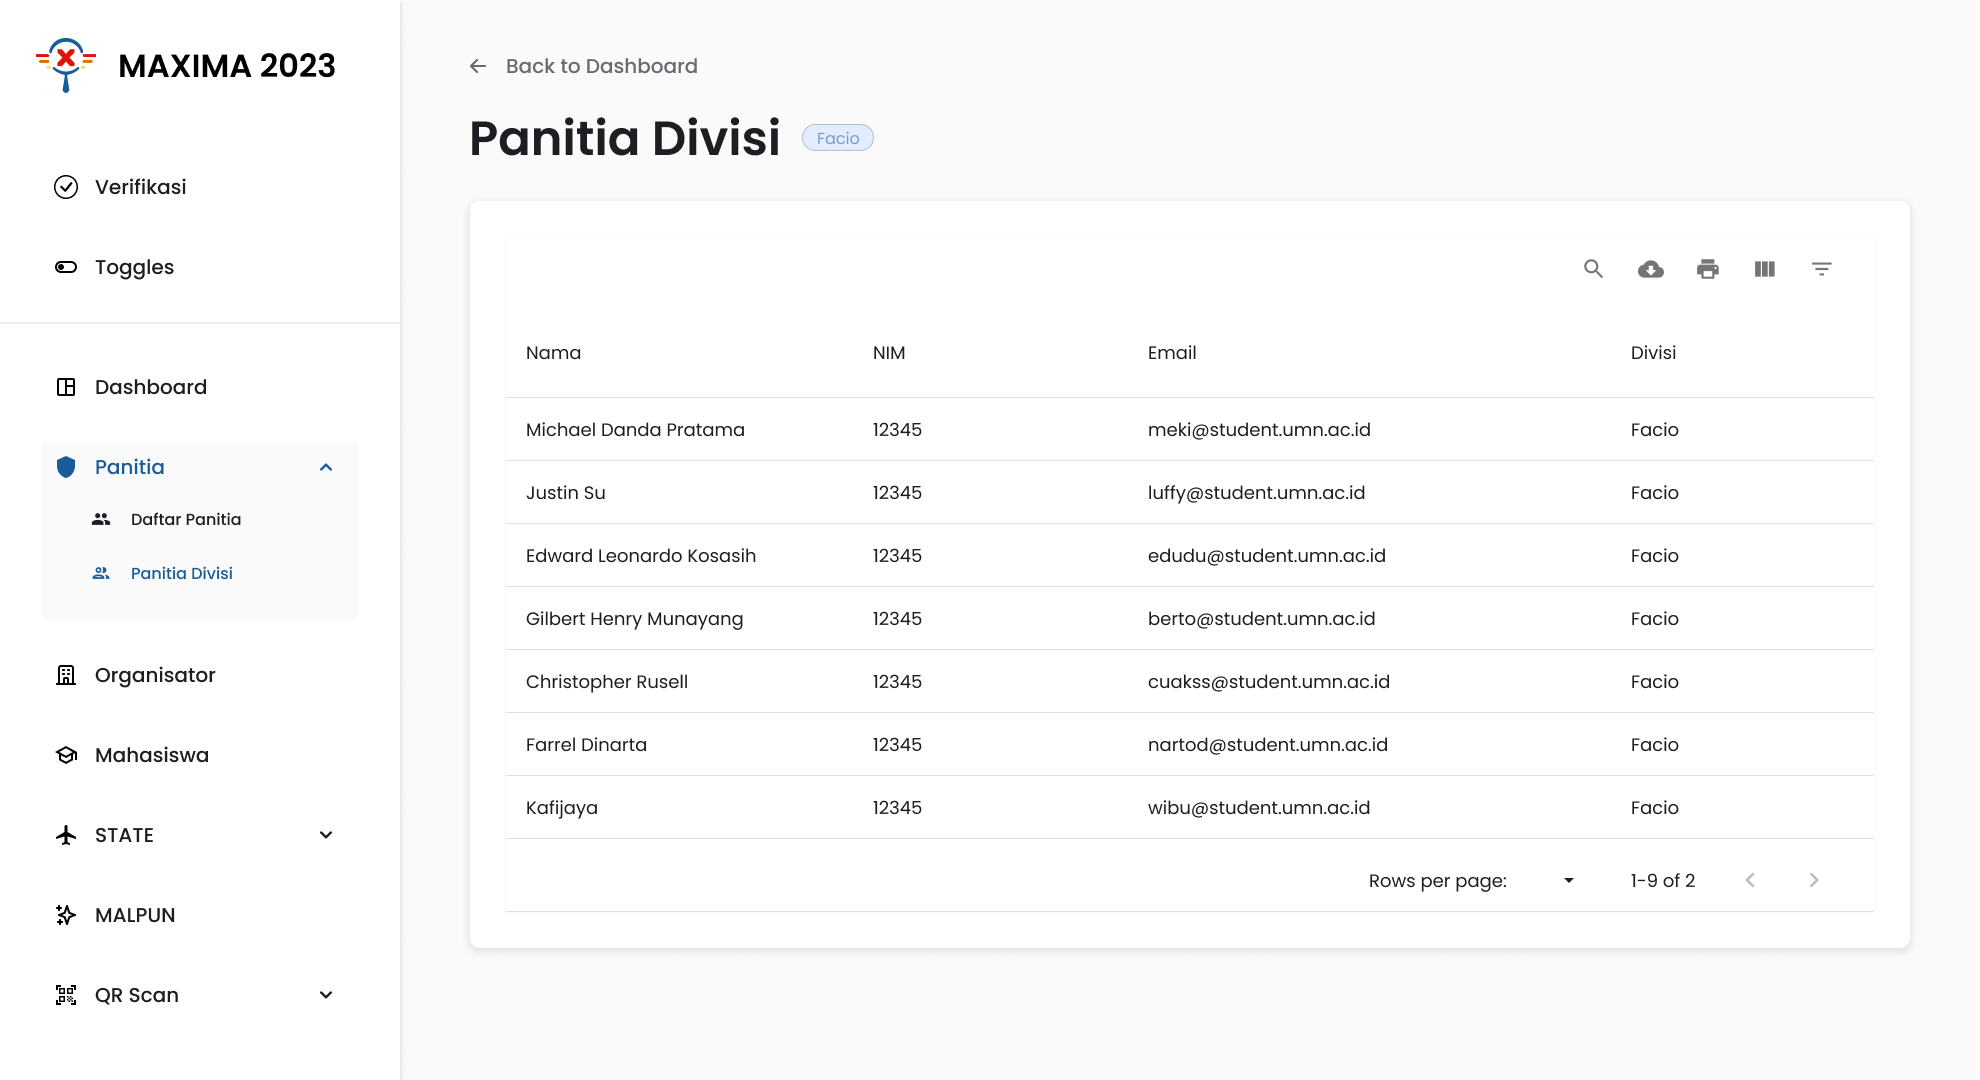 MAXIMA 2023
Verifikasi
Toggles
Dashboard
Panitia
Daftar Panitia
Panitia Divisi
Organisator
Mahasiswa
STATE
MALPUN
QR Scan
Back to Dashboard
Panitia Divisi Facio
Nama NIM Email Divisi
Michael Danda Pratama 12345 meki@student.umn.ac.id Facio
Justin Su 12345 luffy@student.umn.ac.id Facio
Edward Leonardo Kosasih 12345 edudu@student.umn.ac.id Facio
Gilbert Henry Munayang 12345 berto@student.umn.ac.id Facio
Christopher Rusell 12345 cuakss@student.umn.ac.id Facio
Farrel Dinarta 12345 nartod@student.umn.ac.id Facio
Kafijaya 12345 wibu@student.umn.ac.id Facio
Rows per page: 1-9 of 2